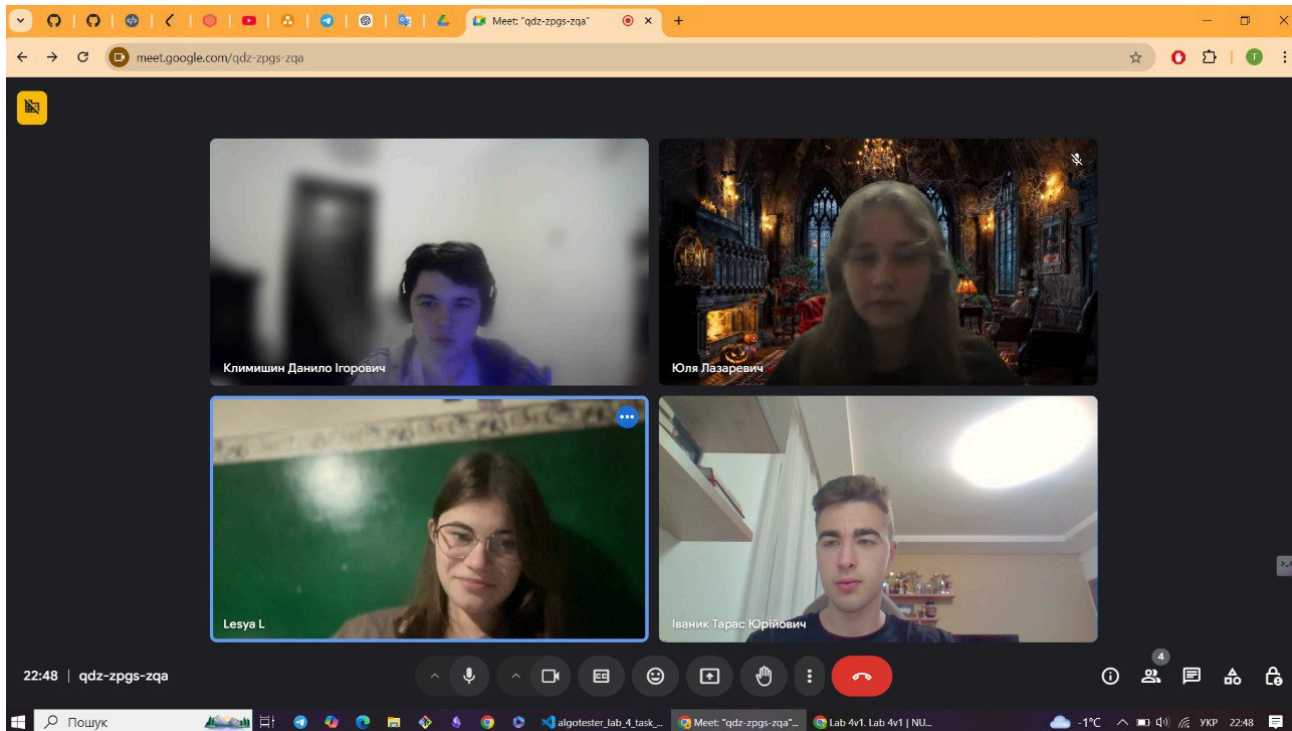 Meet: "qdz-zpgs-zqa"
meet.google.com/qdz-zpgs-zqa
T
Климишин Данило Ігорович
Юля Лазаревич
Lesya L
Іваник Тарас Юрійович
4
22:48 | qdz-zpgs-zqa
CC
Пошук
algotester_lab_4_task_...
Meet: "qdz-zpgs-zqa"...
Lab 4v1. Lab 4v1 | NU...
-1°C
УКР
22:48